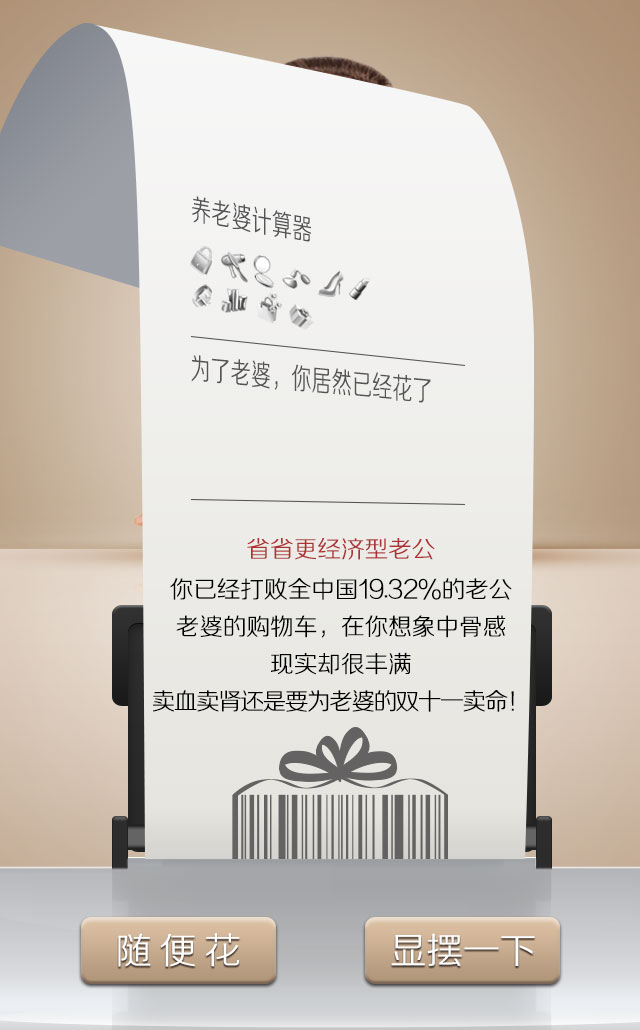 养老婆计算器
为了老婆，你居然已经花了
省省更经济型老公
你已经打败全中国19.32%的老公
老婆的购物车，在你想象中骨感
现实却很丰满
卖血卖肾还是要为老婆的双十一卖命！
随便花
显摆一下